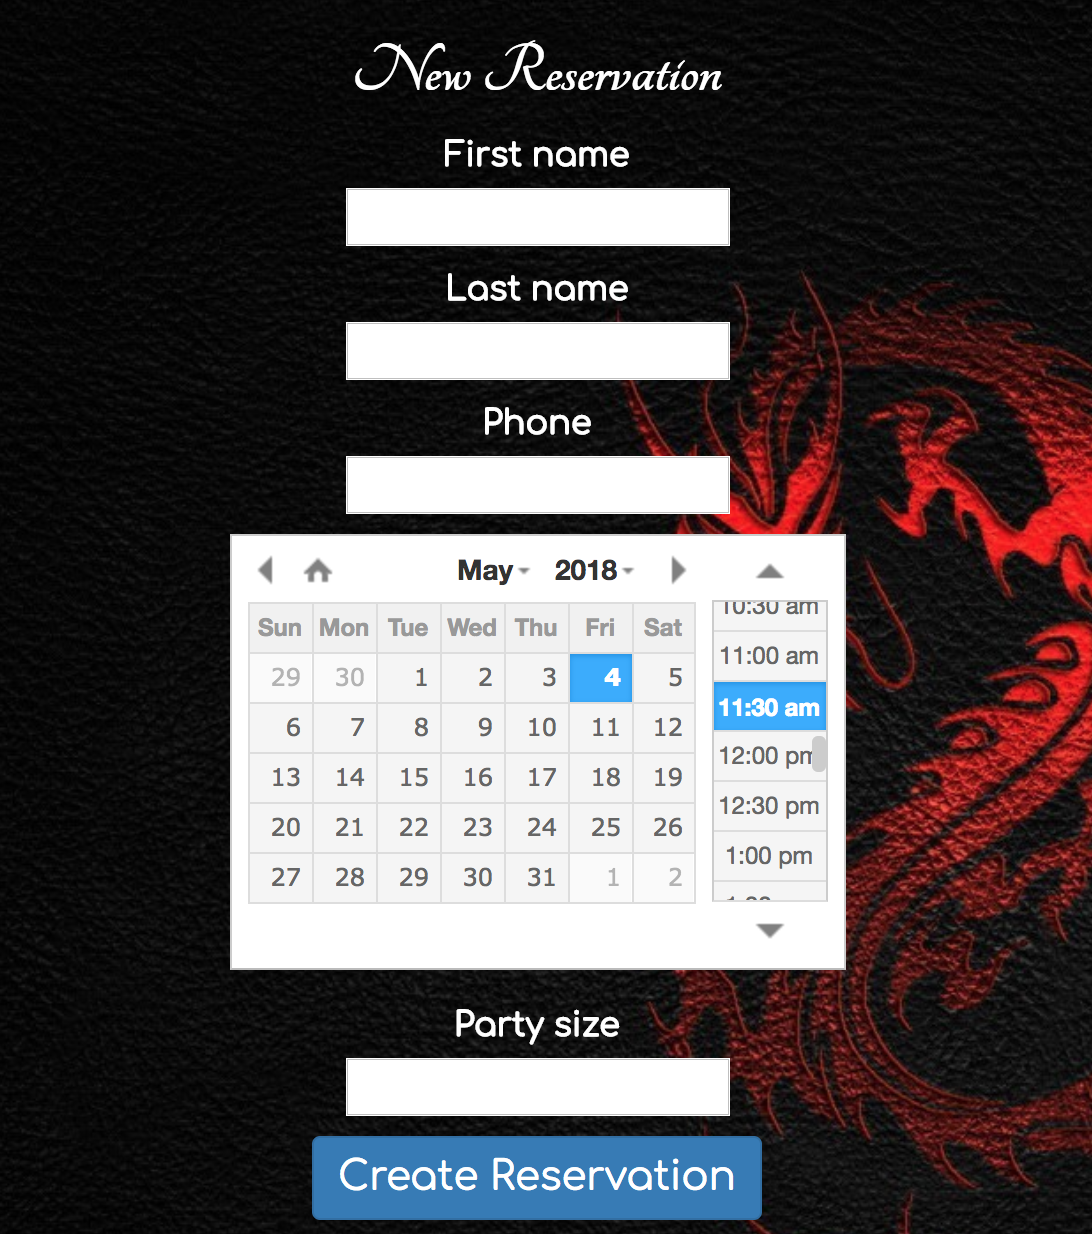 New Reservation
First name
Last name
Phone
May 2018
Sun Mon Tue Wed Thu Fri Sat
29 30 1 2 3 4 5
6 7 8 9 10 11 12
13 14 15 16 17 18 19
20 21 22 23 24 25 26
27 28 29 30 31 1 2
10:30 am
11:00 am
11:30 am
12:00 pm
12:30 pm
1:00 pm
Party size
Create Reservation